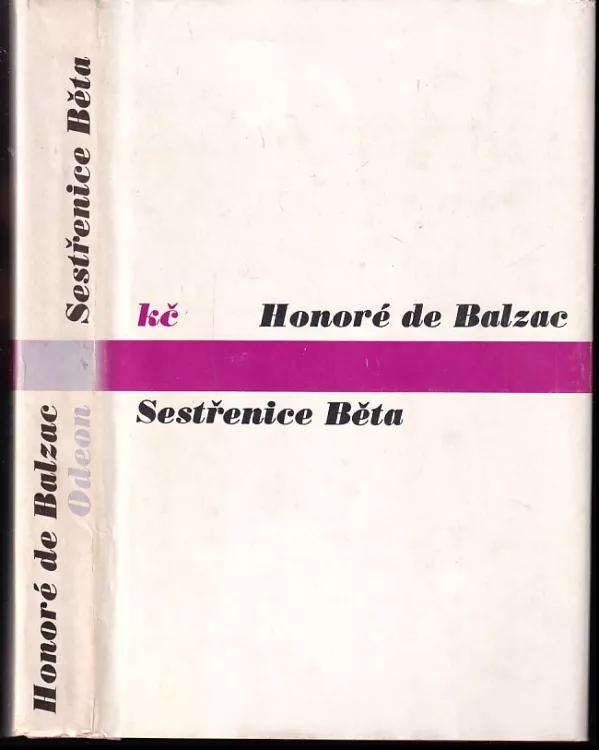 Honoré de Balzac
Odeon
Sestřenice Běta
kč
Honoré de Balzac
Sestřenice Běta